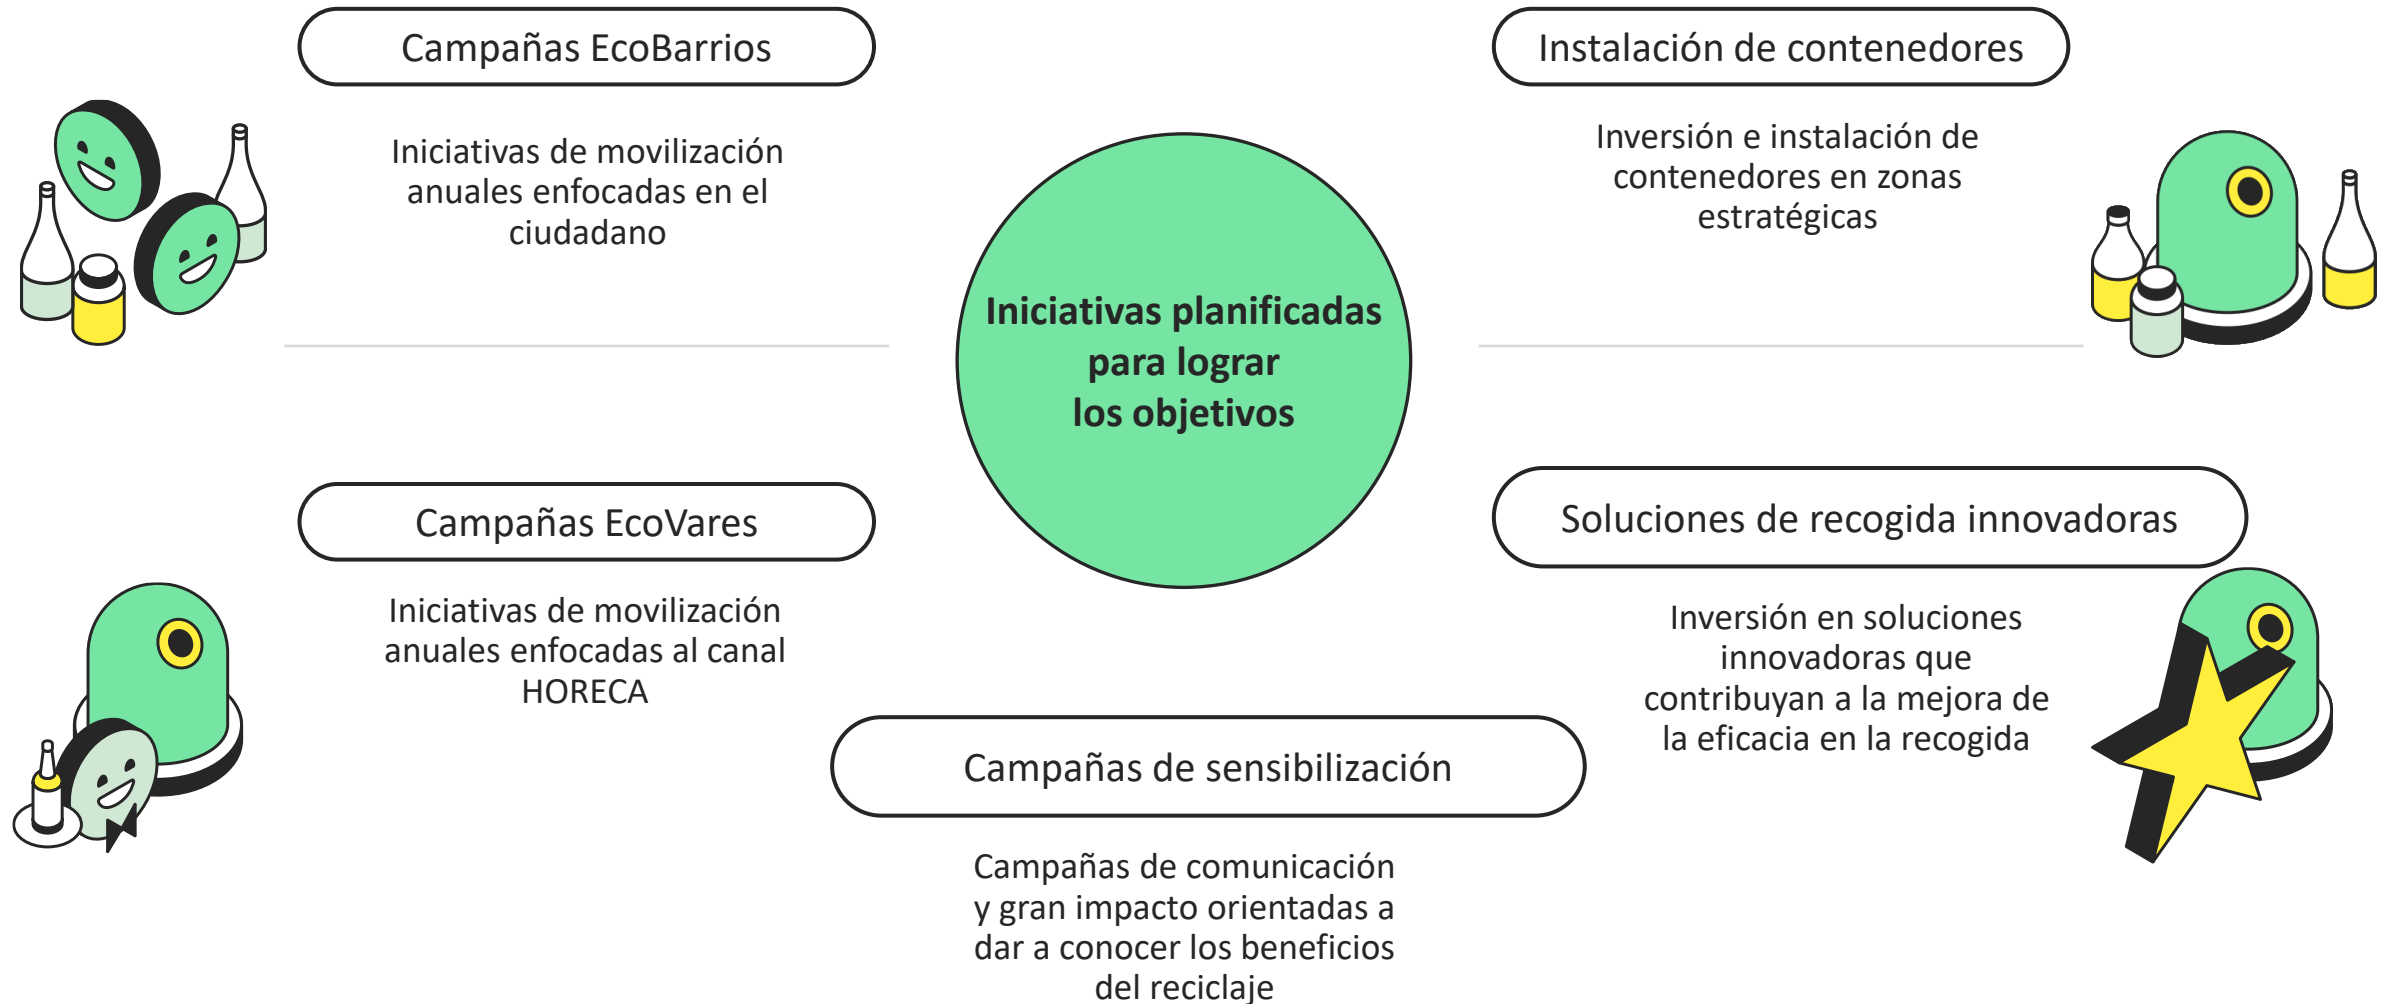 Campañas EcoBarrios
Iniciativas de movilización
anuales enfocadas en el
ciudadano
Instalación de contenedores
Inversión e instalación de
contenedores en zonas
estratégicas
Iniciativas planificadas
para lograr
los objetivos
Campañas EcoVares
Iniciativas de movilización
anuales enfocadas al canal
HORECA
Soluciones de recogida innovadoras
Inversión en soluciones
innovadoras que
contribuyan a la mejora de
la eficacia en la recogida
Campañas de sensibilización
Campañas de comunicación
y gran impacto orientadas a
dar a conocer los beneficios
del reciclaje